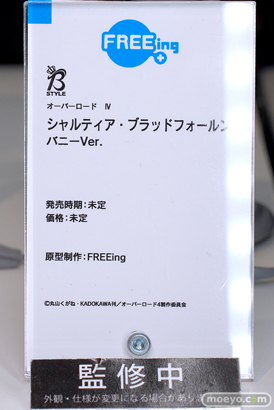 FREEing
B
STYLE
オーバーロード Ⅳ
シャルティア・ブラッドフォールン
バニーVer.
発売時期：未定
価格：未定
原型制作：FREEing
©丸山くがね・KADOKAWA刊／オーバーロード4製作委員会
監修中
外観・仕様が変更になる場合があり
moeyo.com